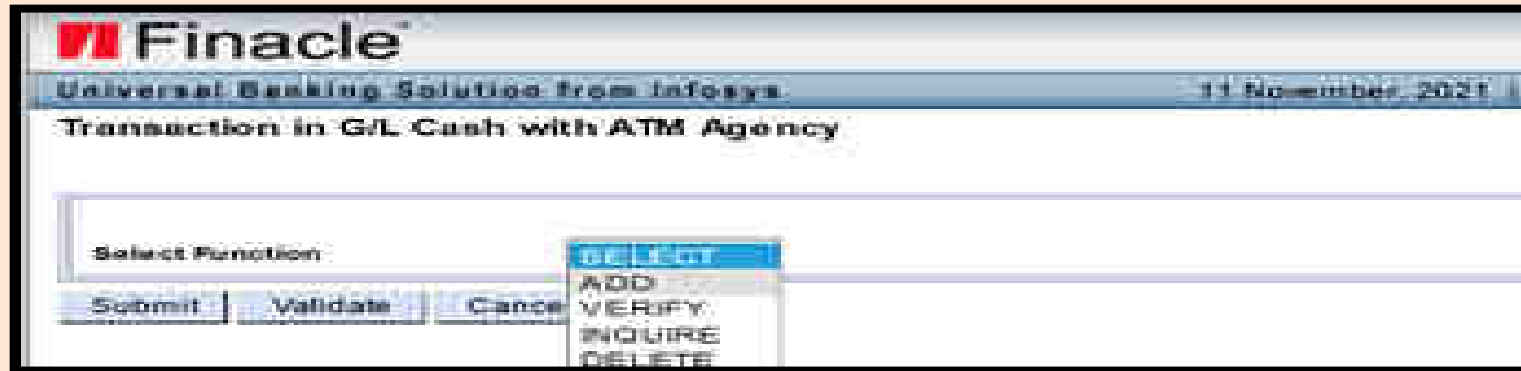 Finacle
Universal Banking Solution from Infosys
11 November, 2021
Transaction in G/L Cash with ATM Agency
Select Function
SELECT
ADD
VERIFY
INQUIRE
DELETE
Submit
Validate
Cance